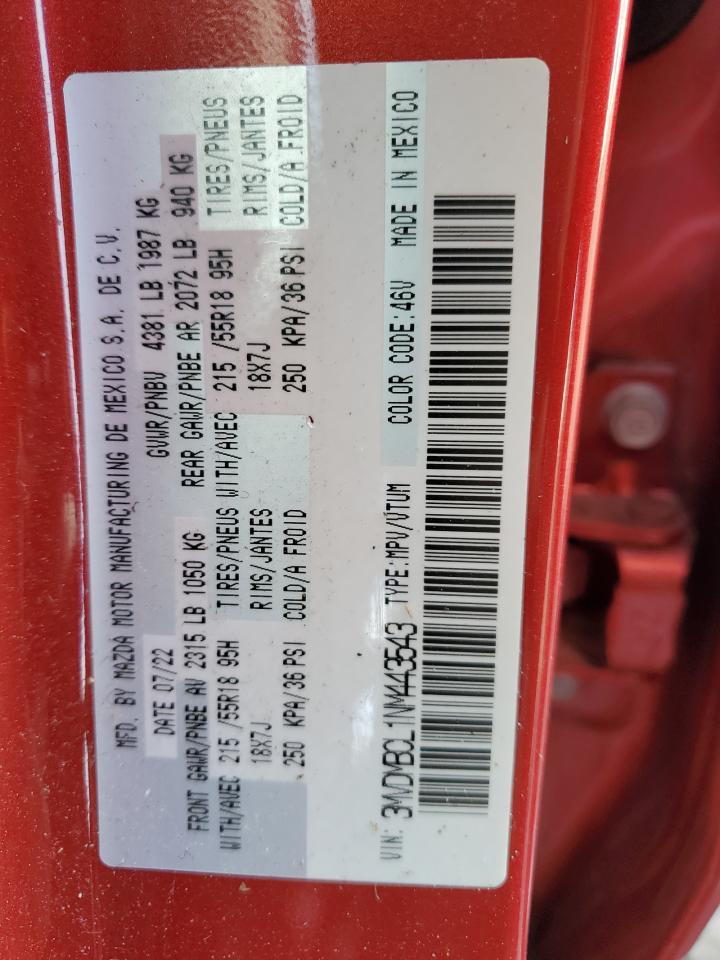 MFD. BY MAZDA MOTOR MANUFACTURING DE MEXICO S.A. DE C.V.
DATE 07/22 GVWR/PNBV 4381 LB 1987 KG
FRONT GAWR/PNBE AV 2315 LB 1050 KG REAR GAWR/PNBE AR 2072 LB 940 KG
WITH/AVEC 215 /55R18 95H TIRES/PNEUS WITH/AVEC 215 /55R18 95H TIRES/PNEUS
18X7J RIMS/JANTES 18X7J RIMS/JANTES
250 KPA/36 PSI COLD/A FROID 250 KPA/36 PSI COLD/A FROID
VIN: 3MVDMBCL1NM443543 TYPE:MPV/VTUM COLOR CODE:46V MADE IN MEXICO